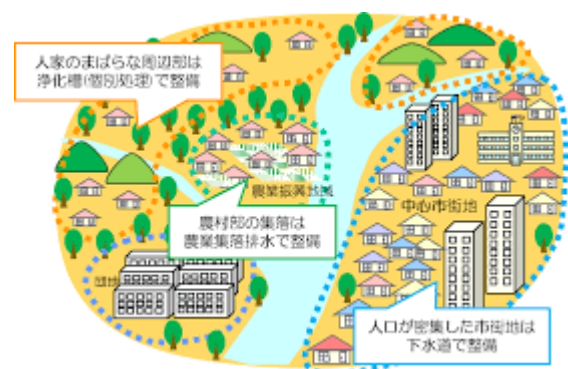 人家のまばらな周辺部は
浄化槽(個別処理)で整備
農業振興地域
農村部の集落は
農業集落排水で整備
中心市街地
団地
人口が密集した市街地は
下水道で整備